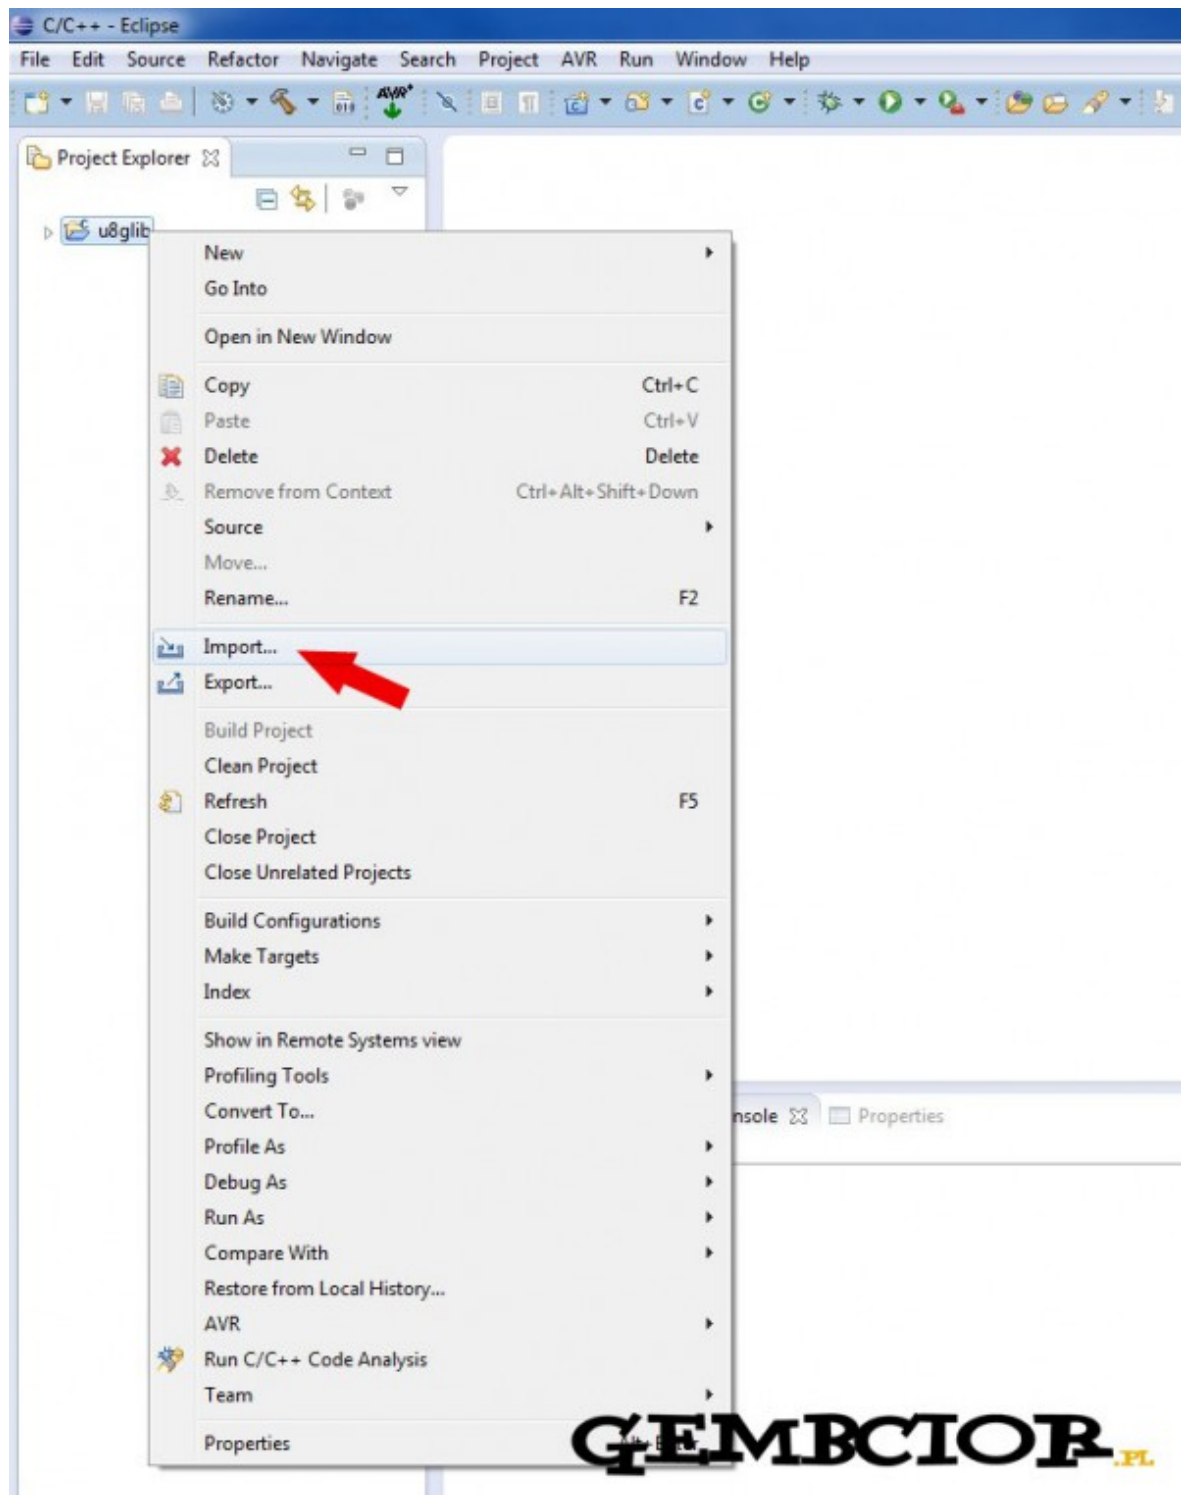 C/C++ - Eclipse
File Edit Source Refactor Navigate Search Project AVR Run Window Help
AVR
Project Explorer
u8glib
New
Go Into
Open in New Window
Copy Ctrl+C
Paste Ctrl+V
Delete Delete
Remove from Context Ctrl+Alt+Shift+Down
Source
Move...
Rename... F2
Import...
Export...
Build Project
Clean Project
Refresh F5
Close Project
Close Unrelated Projects
Build Configurations
Make Targets
Index
Show in Remote Systems view
Profiling Tools
Convert To...
nsole Properties
Profile As
Debug As
Run As
Compare With
Restore from Local History...
AVR
Run C/C++ Code Analysis
Team
Properties
GEMBCIOR.PL